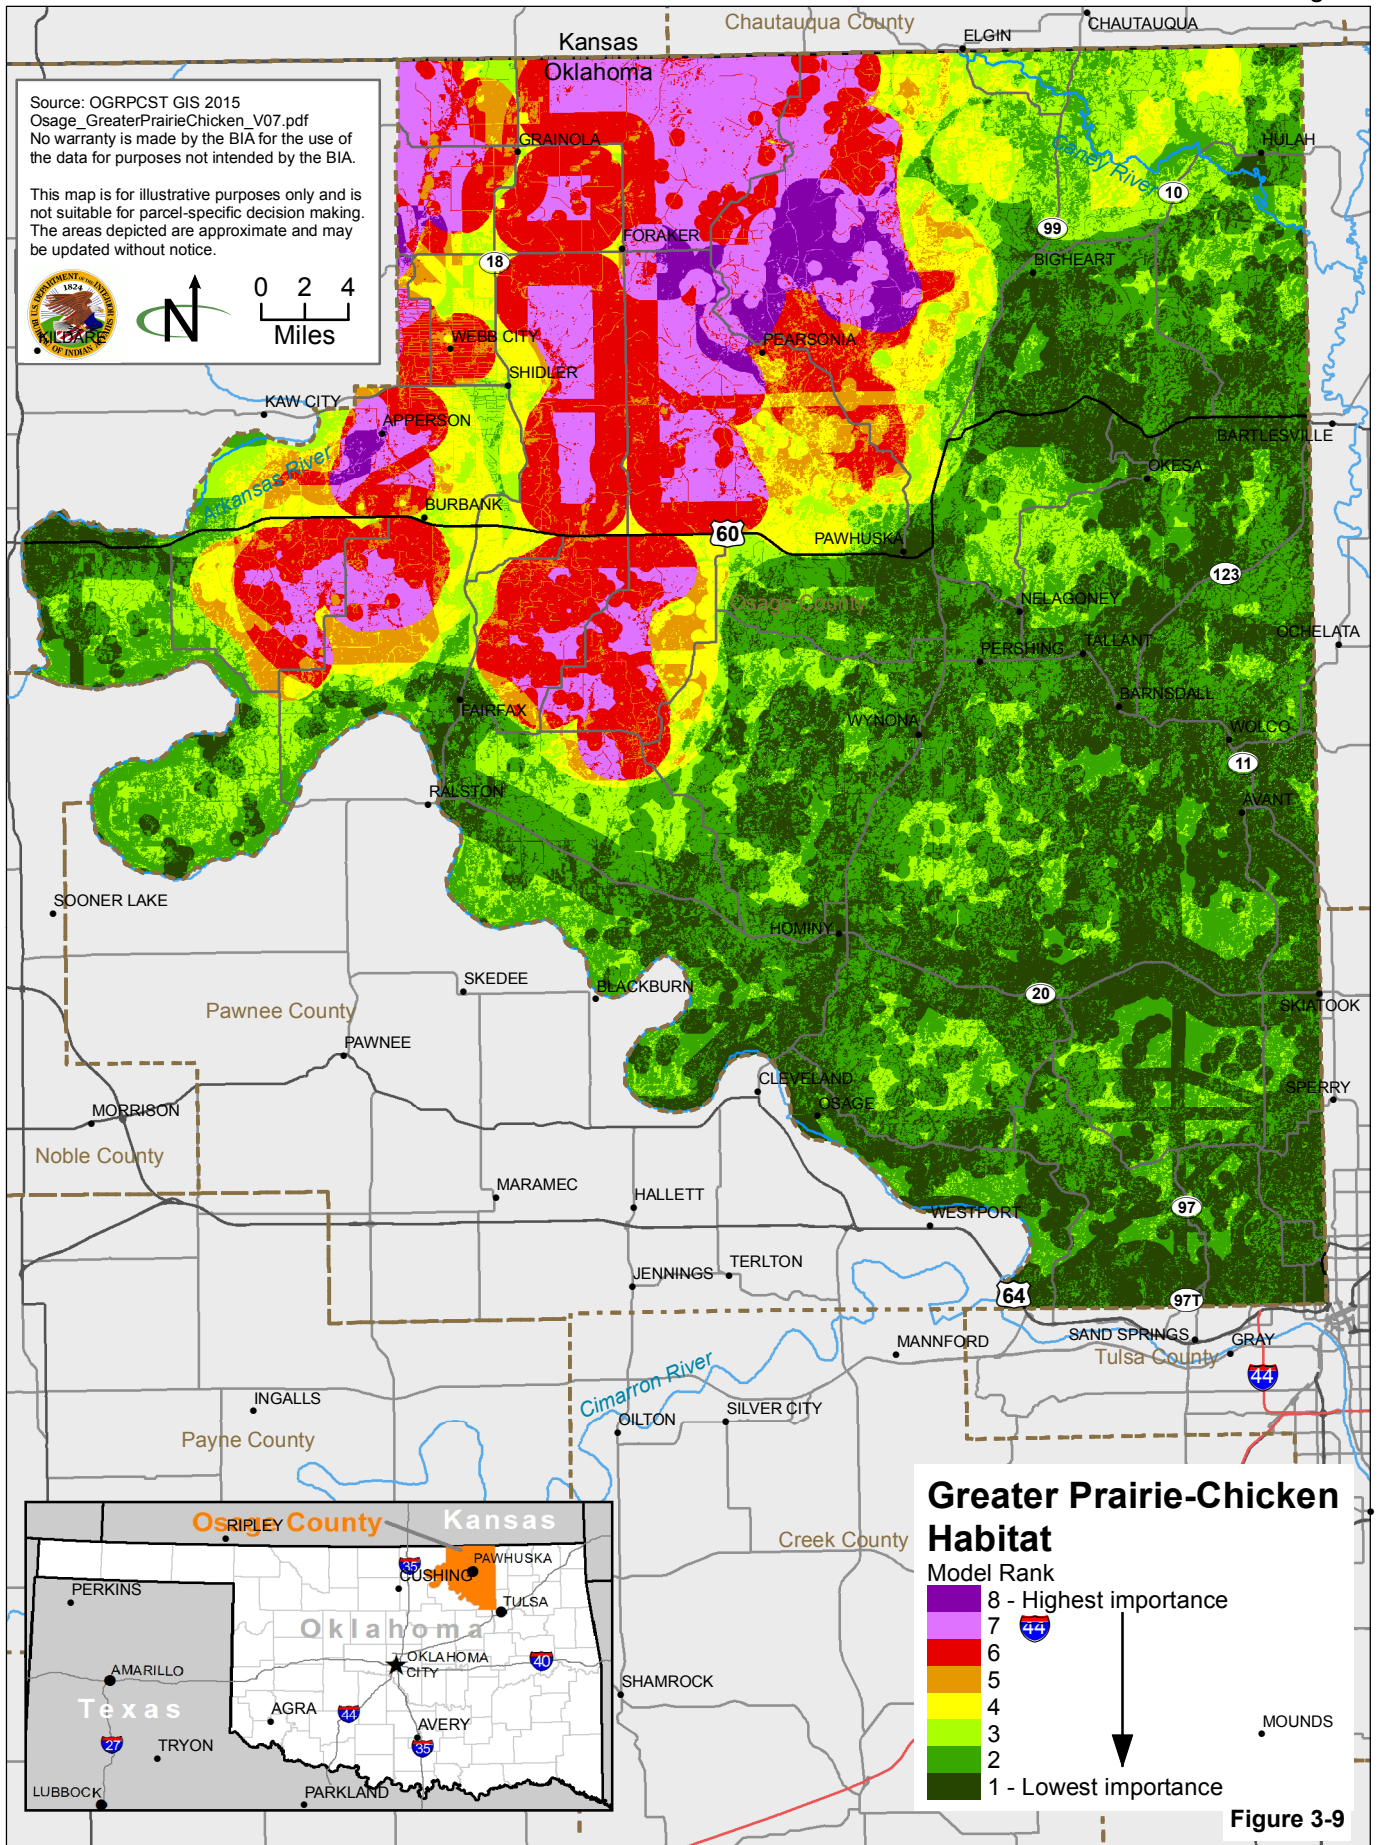 Chautauqua County
CHAUTAUQUA
ELGIN
Kansas
Oklahoma
Source: OGRPCST GIS 2015
Osage_GreaterPrairieChicken_V07.pdf
No warranty is made by the BIA for the use of
the data for purposes not intended by the BIA.
This map is for illustrative purposes only and is
not suitable for parcel-specific decision making.
The areas depicted are approximate and may
be updated without notice.
U.S. DEPARTMENT OF THE INTERIOR
1824
BUREAU OF INDIAN AFFAIRS
KILDARE
N
0 2 4
Miles
GRAINOLA
HULAH
Caney River
10
99
FORAKER
18
BIGHEART
WEBB CITY
PEARSONIA
SHIDLER
KAW CITY
APPERSON
BARTLESVILLE
Arkansas River
OKESA
BURBANK
60
PAWHUSKA
123
Osage County
NELAGONEY
OCHELATA
PERSHING
TALLANT
BARNSDALL
FAIRFAX
WYNONA
WOLCO
11
RALSTON
AVANT
SOONER LAKE
HOMINY
SKEDEE
BLACKBURN
20
SKIATOOK
Pawnee County
PAWNEE
CLEVELAND
OSAGE
SPERRY
MORRISON
Noble County
MARAMEC
HALLETT
97
WESTPORT
TERLTON
JENNINGS
64
97T
MANNFORD
SAND SPRINGS
GRAY
Tulsa County
44
Cimarron River
INGALLS
OILTON
SILVER CITY
Payne County
Creek County
Osage County
RIPLEY
Kansas
35
PAWHUSKA
CUSHING
PERKINS
TULSA
Oklahoma
OKLAHOMA
CITY
40
AMARILLO
Texas
AGRA
44
AVERY
27
35
TRYON
LUBBOCK
PARKLAND
SHAMROCK
MOUNDS
Greater Prairie-Chicken
Habitat
Model Rank
8 - Highest importance
7
44
6
5
4
3
2
1 - Lowest importance
Figure 3-9